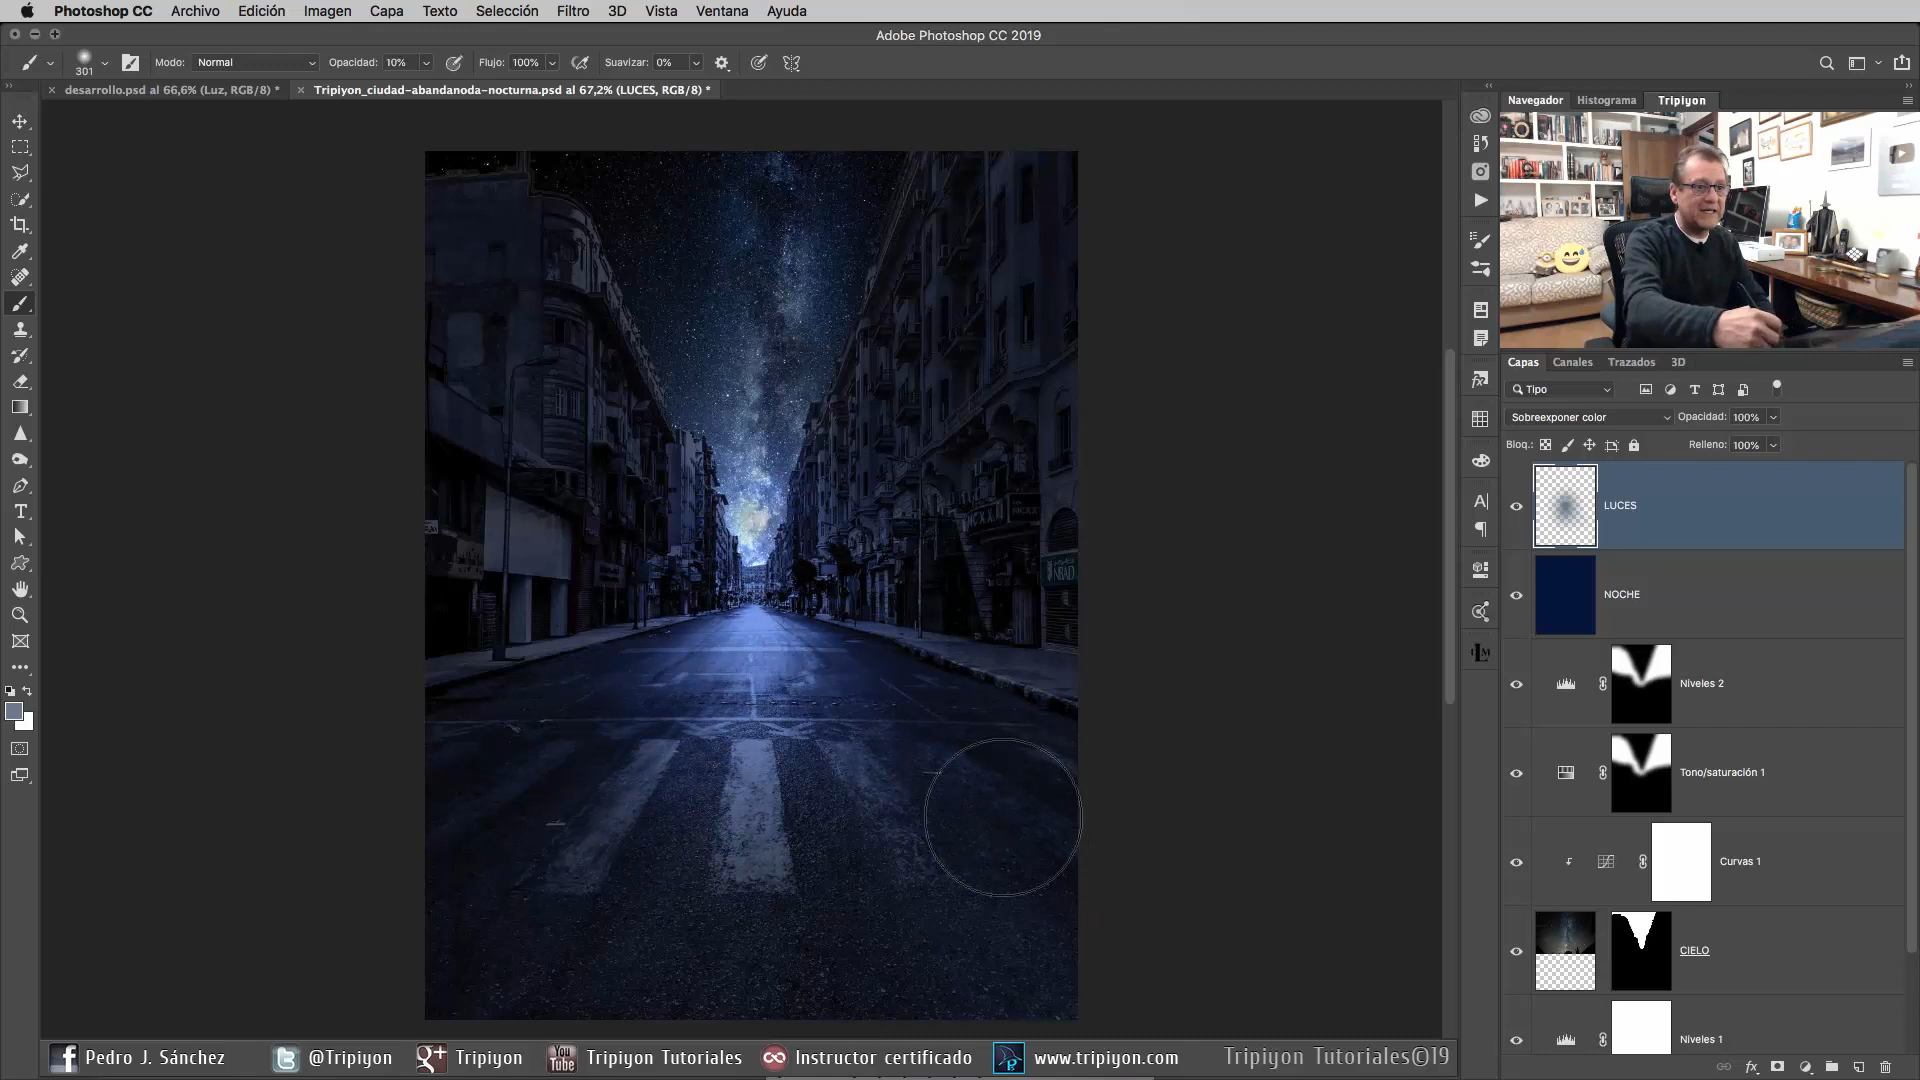 Photoshop CC Archivo Edición Imagen Capa Texto Selección Filtro 3D Vista Ventana Ayuda
Adobe Photoshop CC 2019
301 Modo: Normal Opacidad: 10% Flujo: 100% Suavizar: 0%
desarrollo.psd al 66,6% (Luz, RGB/8) * Tripiyon_ciudad-abandanoda-nocturna.psd al 67,2% (LUCES, RGB/8) *
Navegador Histograma Tripiyon
Capas Canales Trazados 3D
Tipo
Sobreexponer color Opacidad: 100%
Bloq.: Relleno: 100%
LUCES
NOCHE
Niveles 2
Tono/saturación 1
Curvas 1
CIELO
Niveles 1
Pedro J. Sánchez @Tripiyon Tripiyon You Tube Tripiyon Tutoriales Instructor certificado www.tripiyon.com Tripiyon Tutoriales©19